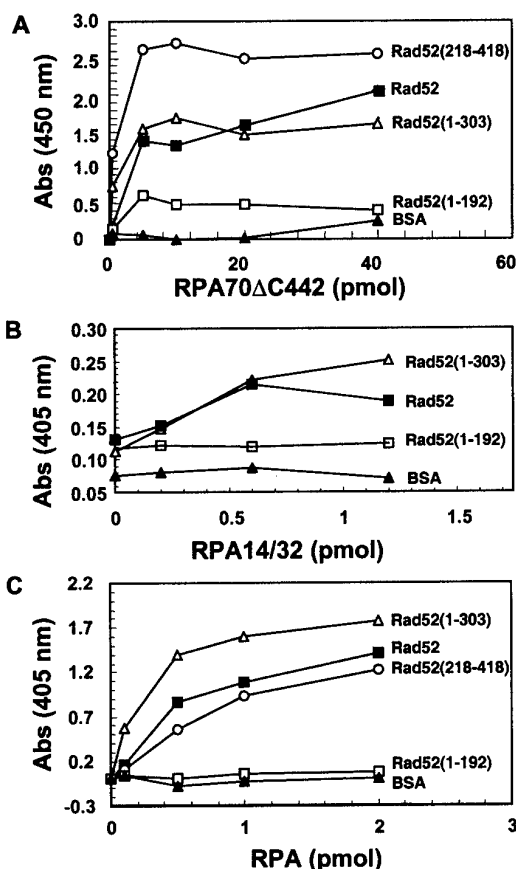 A
Abs (450 nm)
3.0
2.5
2.0
1.5
1.0
0.5
0
Rad52(218-418)
Rad52
Rad52(1-303)
Rad52(1-192)
BSA
0 20 40 60
RPA70ΔC442 (pmol)
B
Abs (405 nm)
0.30
0.25
0.20
0.15
0.10
0.05
Rad52(1-303)
Rad52
Rad52(1-192)
BSA
0 0.5 1 1.5
RPA14/32 (pmol)
C
Abs (405 nm)
2.2
1.7
1.2
0.7
0.2
-0.3
Rad52(1-303)
Rad52
Rad52(218-418)
Rad52(1-192)
BSA
0 1 2 3
RPA (pmol)